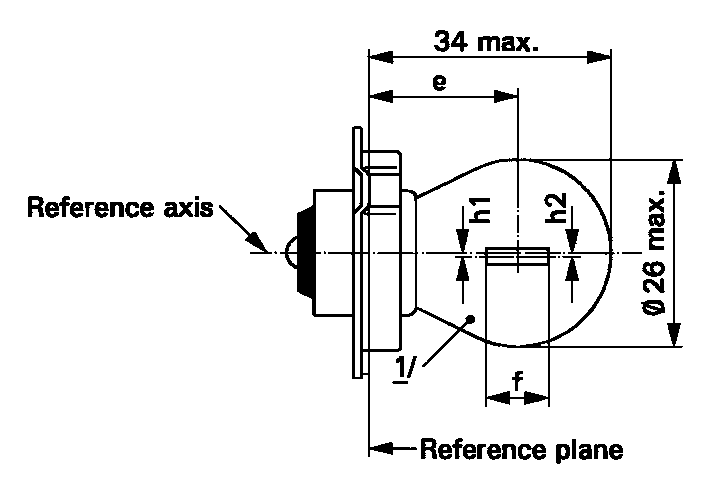 34 max.
e
Reference axis
h1
h2
Ø 26 max.
1/
f
Reference plane